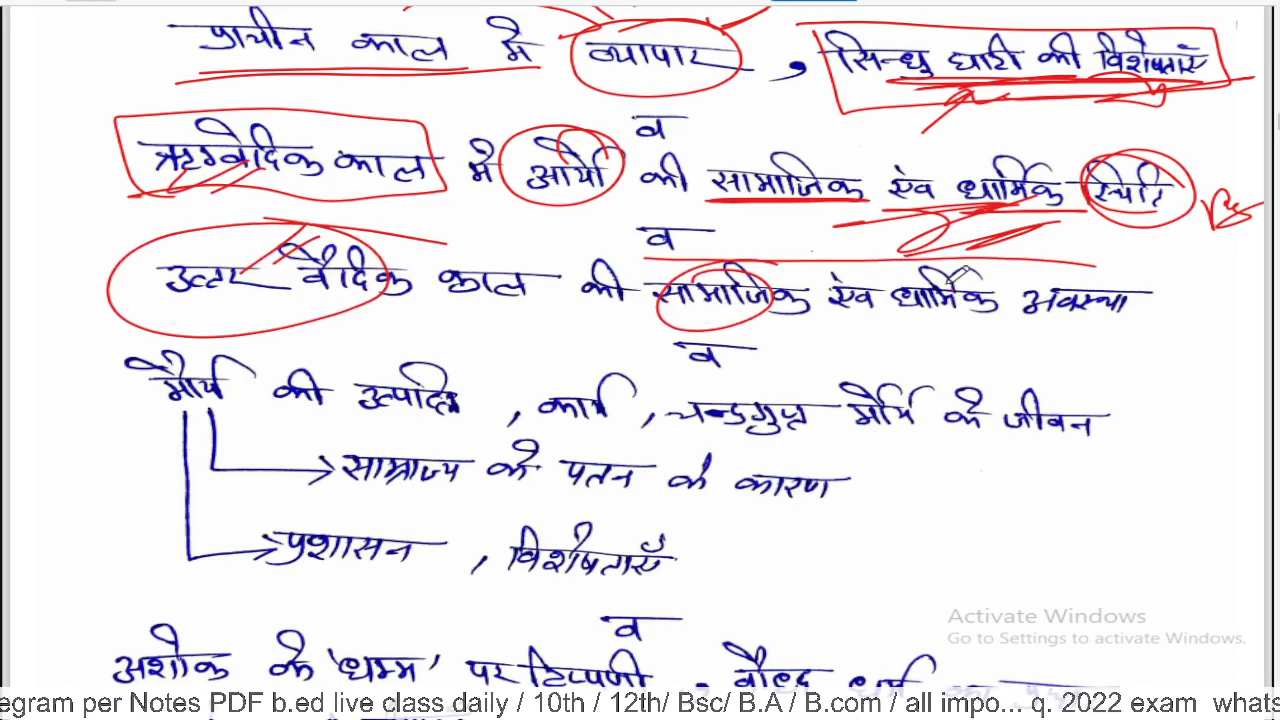 प्राचीन काल में व्यापार , सिन्धु घाटी की विशेषताएँ
व
ऋग्वेदिक काल में आर्यो की सामाजिक एंव धार्मिक स्थिति
व
उत्तर वैदिक काल की सामाजिक एंव धार्मिक अवस्था
व
मौर्य की उत्पत्ति , कार्य , चन्द्रगुप्त मौर्य के जीवन
साम्राज्य के पतन के कारण
प्रशासन , विशेषताएँ
व
अशोक के 'धम्म' पर टिप्पणी , बौद्ध धर्म का
Activate Windows
Go to Settings to activate Windows.
egram per Notes PDF b.ed live class daily / 10th / 12th/ Bsc/ B.A / B.com / all impo... q. 2022 exam whats